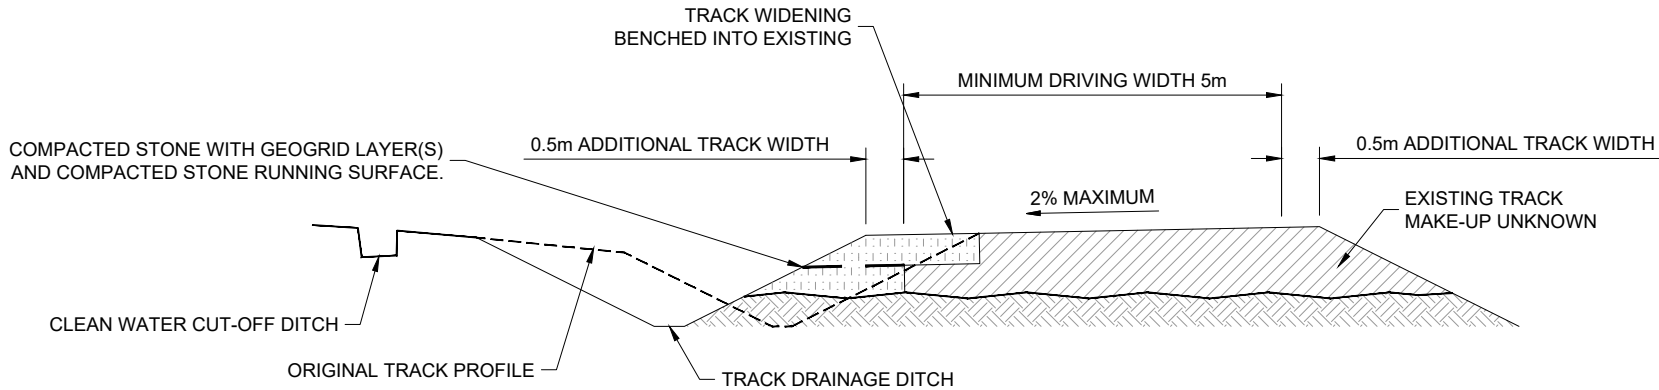 TRACK WIDENING
BENCHED INTO EXISTING
MINIMUM DRIVING WIDTH 5m
COMPACTED STONE WITH GEOGRID LAYER(S)
AND COMPACTED STONE RUNNING SURFACE.
0.5m ADDITIONAL TRACK WIDTH
0.5m ADDITIONAL TRACK WIDTH
2% MAXIMUM
EXISTING TRACK
MAKE-UP UNKNOWN
CLEAN WATER CUT-OFF DITCH
ORIGINAL TRACK PROFILE
TRACK DRAINAGE DITCH